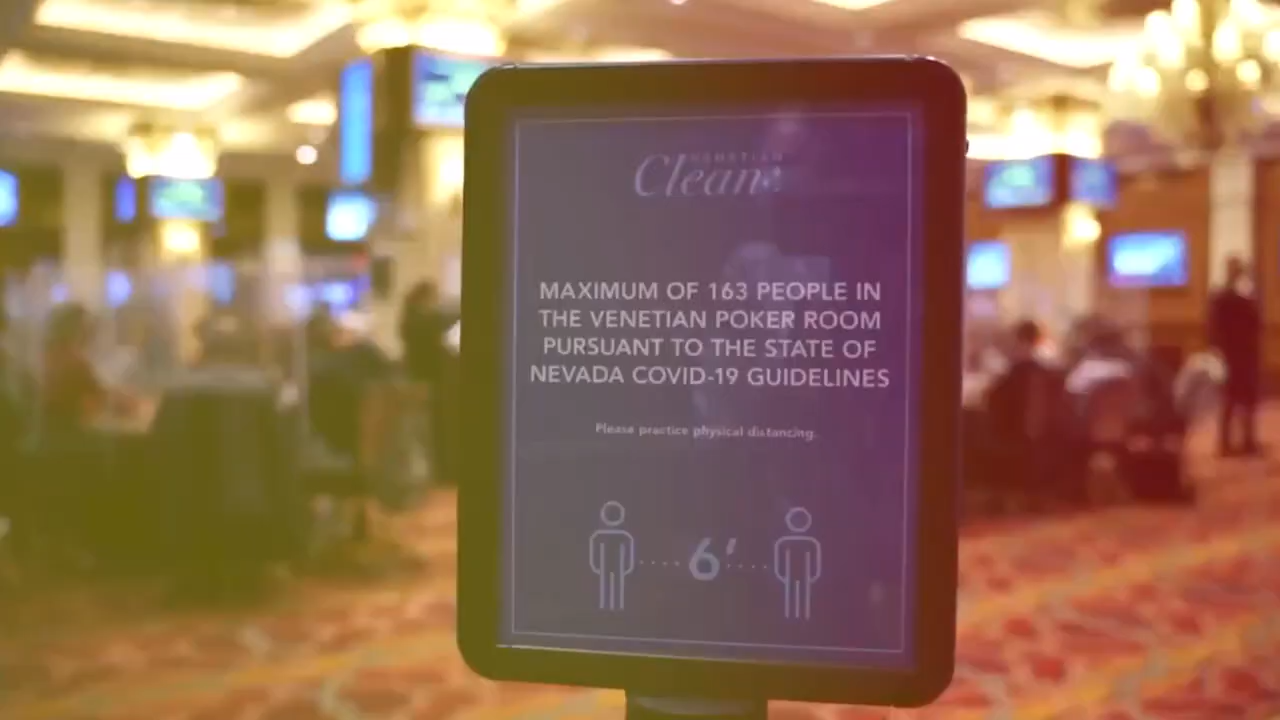 VENETIAN
Clean
MAXIMUM OF 163 PEOPLE IN
THE VENETIAN POKER ROOM
PURSUANT TO THE STATE OF
NEVADA COVID-19 GUIDELINES
Please practice physical distancing.
6'